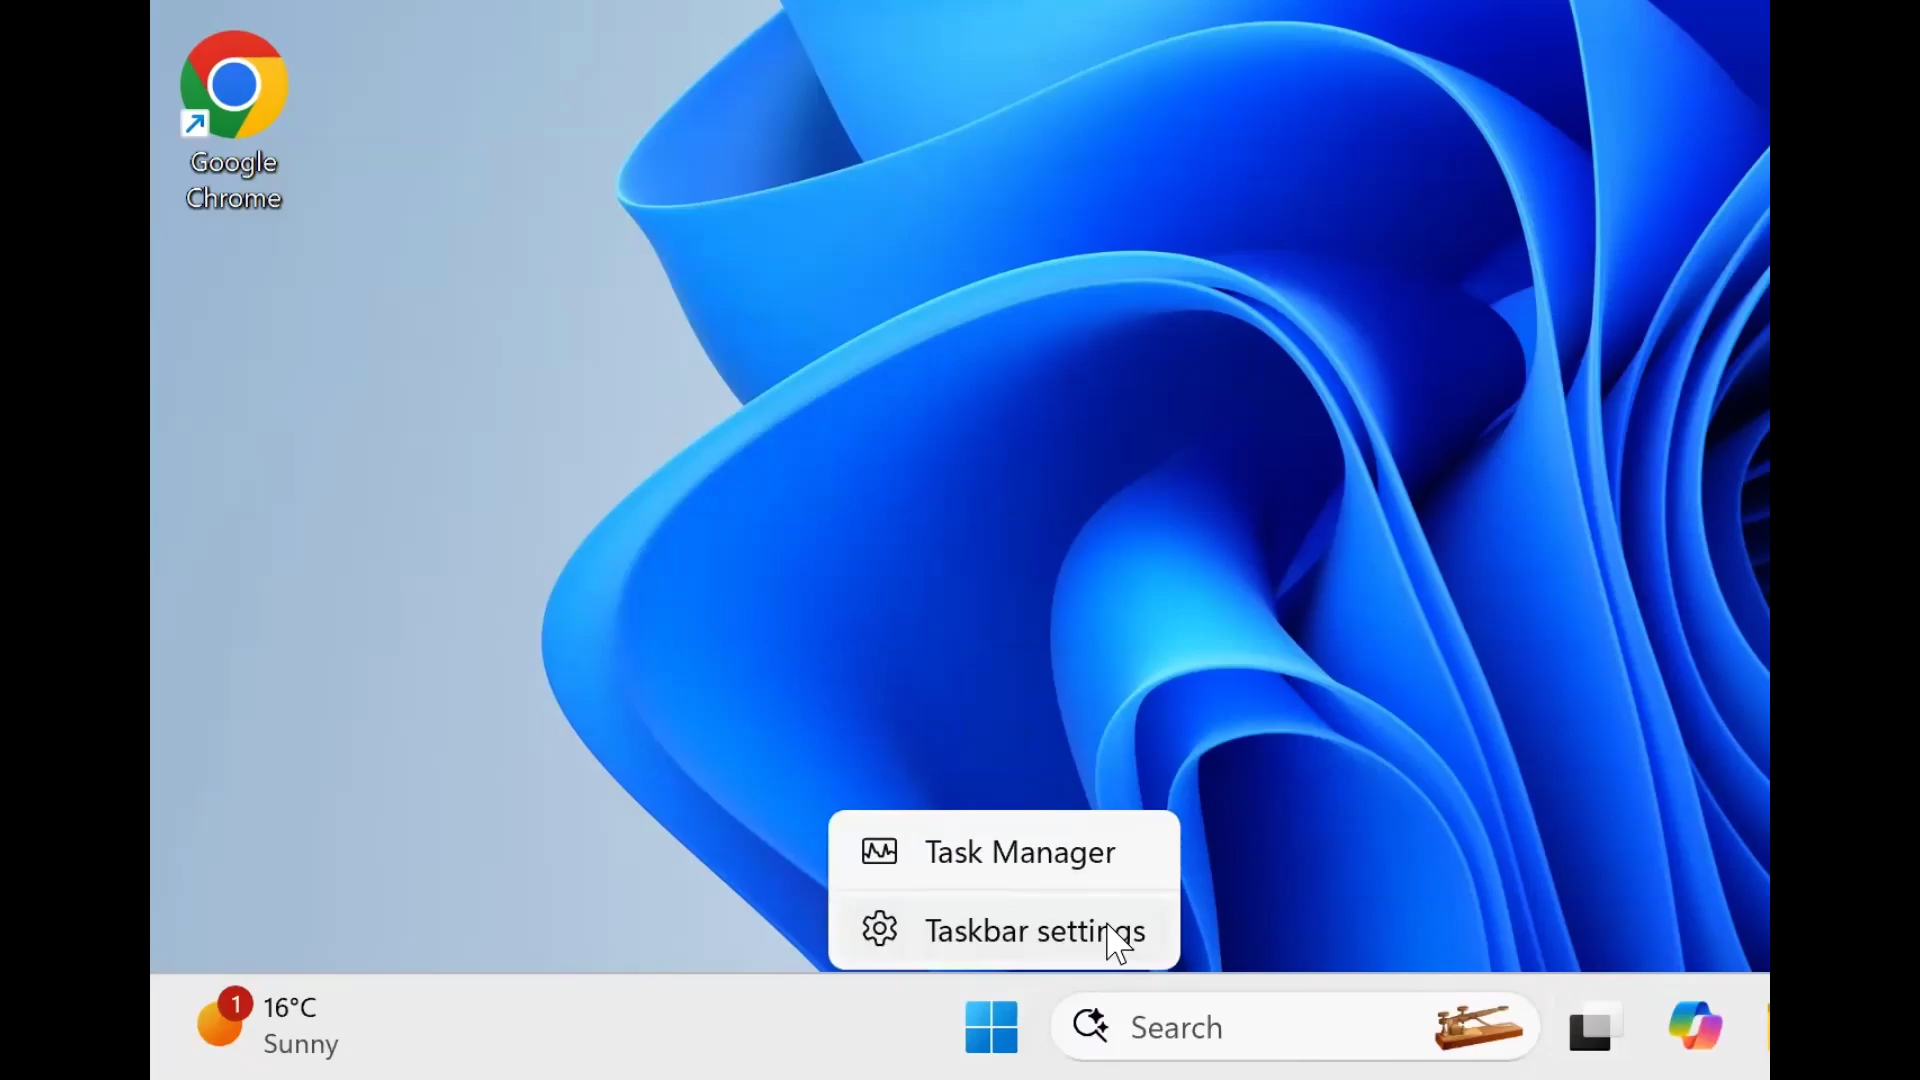 Google
Chrome
Task Manager
Taskbar settings
1
16°C
Sunny
Search